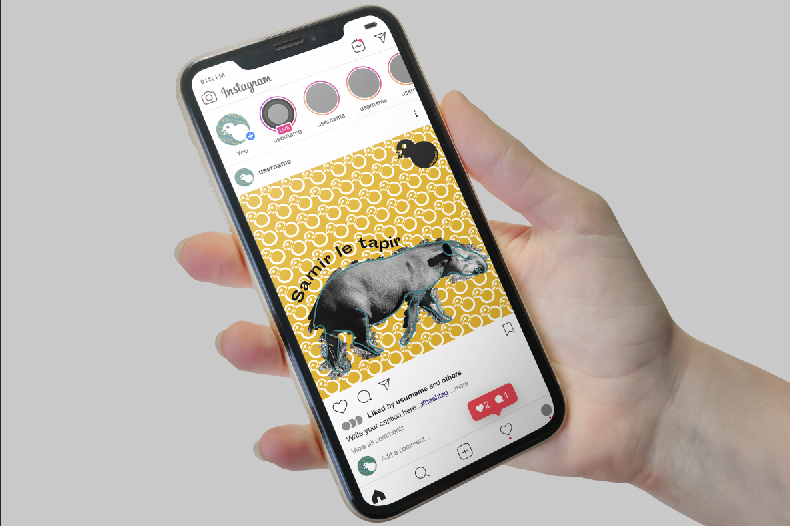 Instagram
LIVE
You
username
username
username
username
username
Samir le tapir
Liked by username and others
Write your caption here...#hashtag ...more
View all comments
Add a comment...
2 1